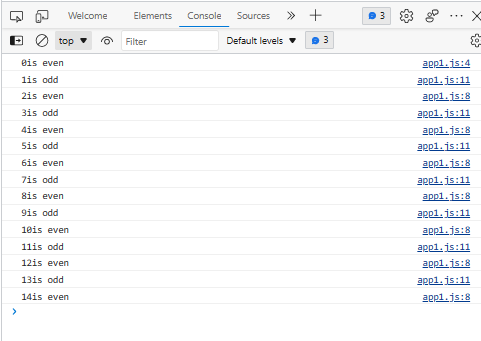 Welcome Elements Console Sources » 3
top Filter Default levels 3
0is even app1.js:4
1is odd app1.js:11
2is even app1.js:8
3is odd app1.js:11
4is even app1.js:8
5is odd app1.js:11
6is even app1.js:8
7is odd app1.js:11
8is even app1.js:8
9is odd app1.js:11
10is even app1.js:8
11is odd app1.js:11
12is even app1.js:8
13is odd app1.js:11
14is even app1.js:8